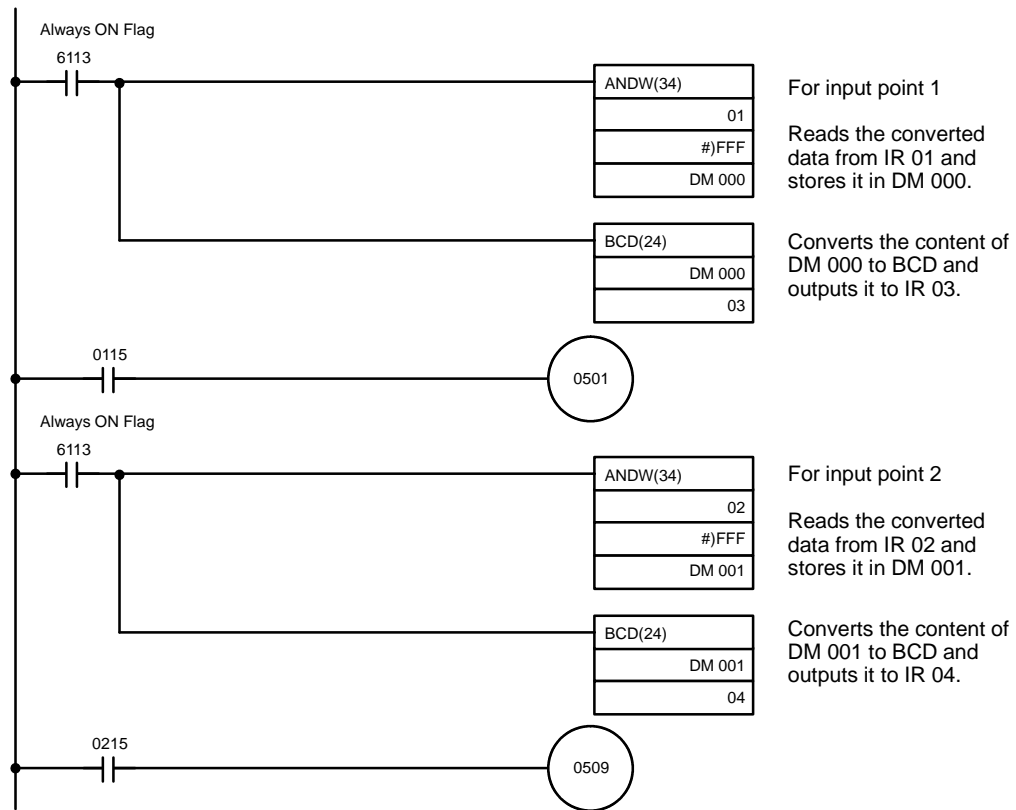 Always ON Flag
6113
ANDW(34)
01
#)FFF
DM 000
For input point 1
Reads the converted
data from IR 01 and
stores it in DM 000.
BCD(24)
DM 000
03
Converts the content of
DM 000 to BCD and
outputs it to IR 03.
0115
0501
Always ON Flag
6113
ANDW(34)
02
#)FFF
DM 001
For input point 2
Reads the converted
data from IR 02 and
stores it in DM 001.
BCD(24)
DM 001
04
Converts the content of
DM 001 to BCD and
outputs it to IR 04.
0215
0509